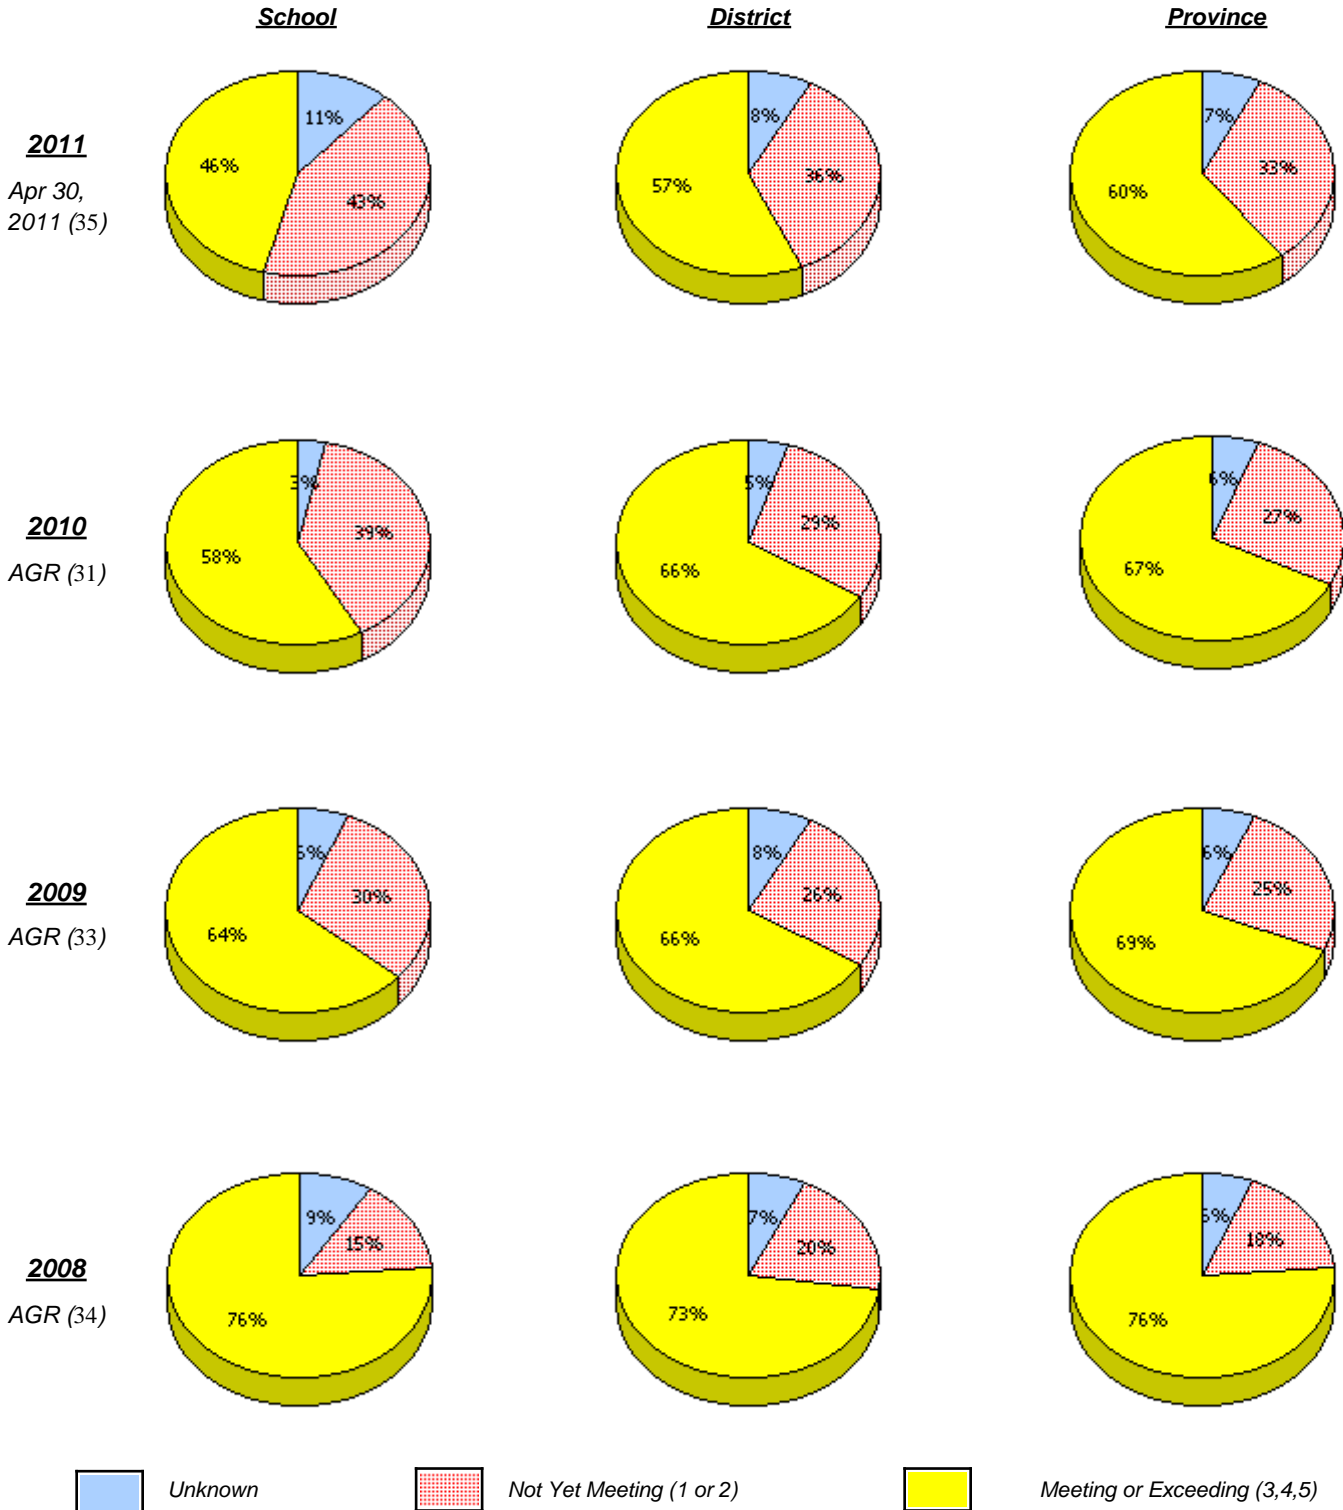 School District Province
2011
Apr 30,
2011 (35)
11% 43% 46%
8% 36% 57%
7% 33% 60%
2010
AGR (31)
3% 39% 58%
5% 29% 66%
6% 27% 67%
2009
AGR (33)
6% 30% 64%
8% 26% 66%
6% 25% 69%
2008
AGR (34)
9% 15% 76%
7% 20% 73%
6% 18% 76%
Unknown Not Yet Meeting (1 or 2) Meeting or Exceeding (3,4,5)